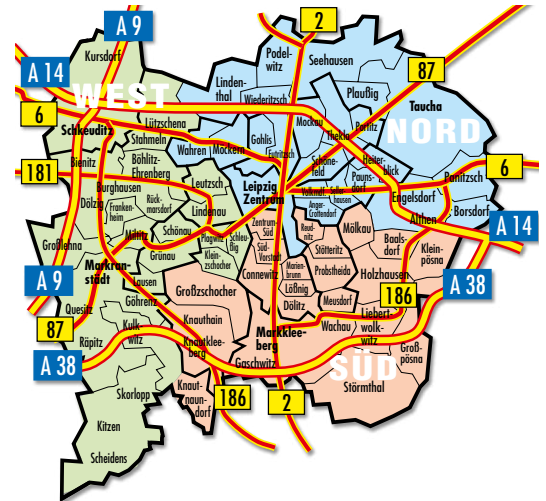 A 9
2
Kursdorf
Podel-
witz
Seehausen
A 14
87
Linden-
thal
Plaußig
WEST
Wiederitzsch
Taucha
6
Lützschena
Mockau
Portitz
NORD
Schkeuditz
Stahmeln
Gohlis
Thekla
Wahren
Möckern
Eutritzsch
Bienitz
Böhlitz-
Ehrenberg
Schöne-
feld
Heiter-
blick
6
181
Leutzsch
Leipzig
Zentrum
Pauns-
dorf
Panitzsch
Burghausen
Volkmarsdorf
Seller-
hausen
Engelsdorf
Dölzig
Franken-
heim
Rück-
marsdorf
Lindenau
Anger-
Crottendorf
Borsdorf
Althen
Zentrum-
Süd
Reud-
nitz
Mölkau
A 14
Miltitz
Schönau
Plagwitz
Schleu-
ßig
Großlehna
Süd-
Vorstadt
Stötteritz
Baals-
dorf
Klein-
pösna
Grünau
Klein-
zschocher
A 9
Markran-
städt
Connewitz
Marien-
brunn
Probstheida
Holzhausen
A 38
Lausen
Großzschocher
Lößnig
Quesitz
Göhrenz
Dölitz
Meusdorf
186
87
Knauthain
Liebert-
wolk-
witz
Räpitz
Kulk-
witz
Markklee-
berg
Wachau
A 38
Knautklee-
berg
Groß-
pösna
Gaschwitz
SÜD
Skorlopp
Knaut-
naun-
dorf
Störmthal
186
2
Kitzen
Scheidens